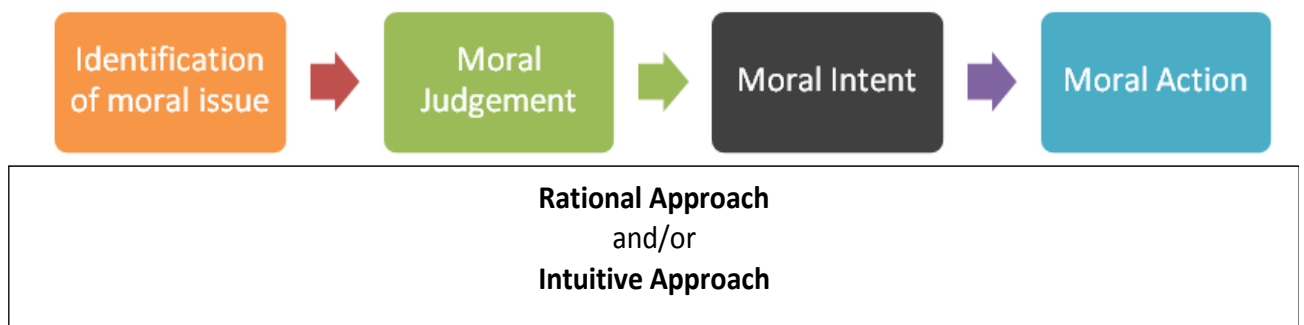 Identification
of moral issue
Moral
Judgement
Moral Intent
Moral Action
Rational Approach
and/or
Intuitive Approach